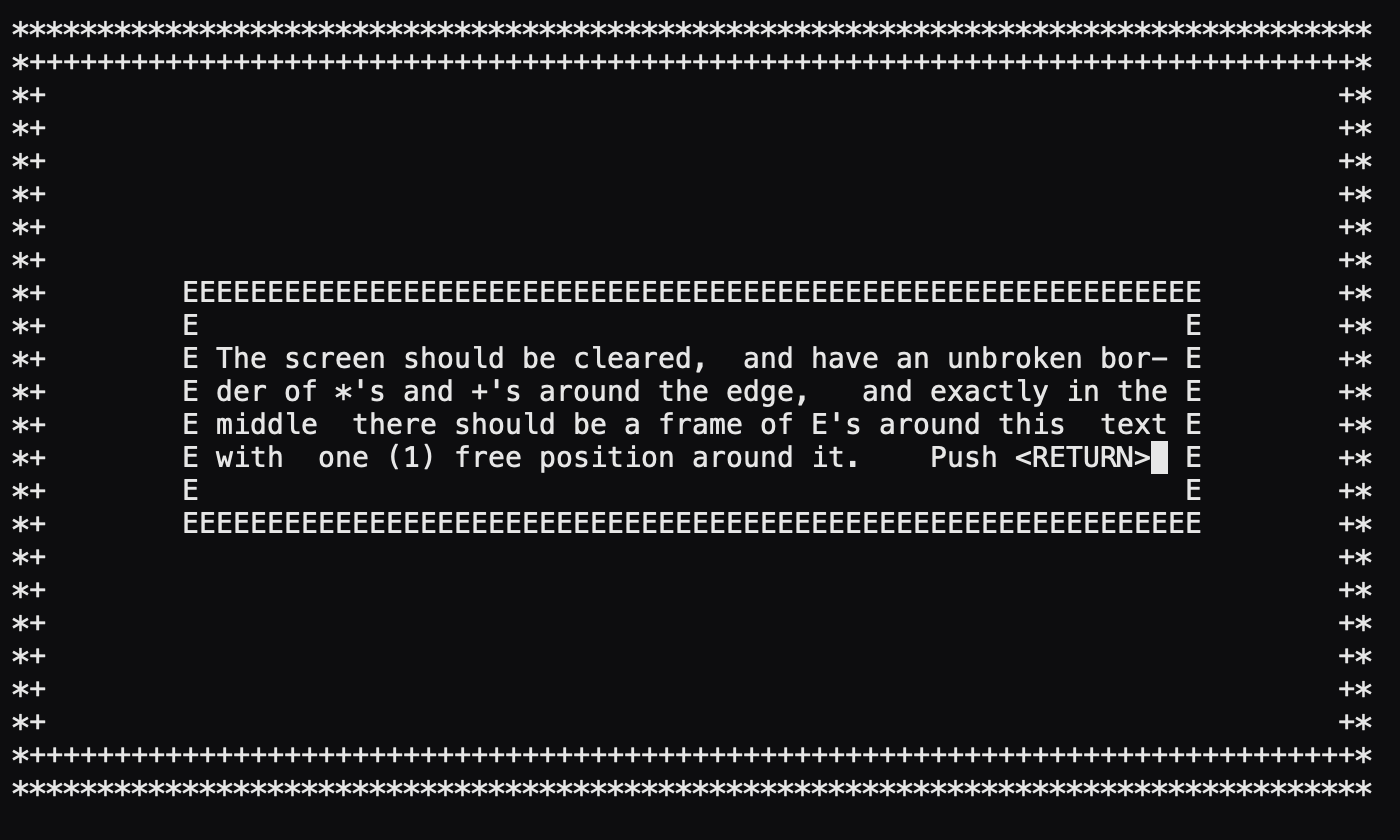 ********************************************************************************
*++++++++++++++++++++++++++++++++++++++++++++++++++++++++++++++++++++++++++++++*
*+                                                                            +*
*+                                                                            +*
*+                                                                            +*
*+                                                                            +*
*+                                                                            +*
*+                                                                            +*
*+        EEEEEEEEEEEEEEEEEEEEEEEEEEEEEEEEEEEEEEEEEEEEEEEEEEEEEEEEEEEE        +*
*+        E                                                          E        +*
*+        E The screen should be cleared,  and have an unbroken bor- E        +*
*+        E der of *'s and +'s around the edge,   and exactly in the E        +*
*+        E middle  there should be a frame of E's around this  text E        +*
*+        E with  one (1) free position around it.    Push <RETURN>  E        +*
*+        E                                                          E        +*
*+        EEEEEEEEEEEEEEEEEEEEEEEEEEEEEEEEEEEEEEEEEEEEEEEEEEEEEEEEEEEE        +*
*+                                                                            +*
*+                                                                            +*
*+                                                                            +*
*+                                                                            +*
*+                                                                            +*
*+                                                                            +*
*++++++++++++++++++++++++++++++++++++++++++++++++++++++++++++++++++++++++++++++*
********************************************************************************